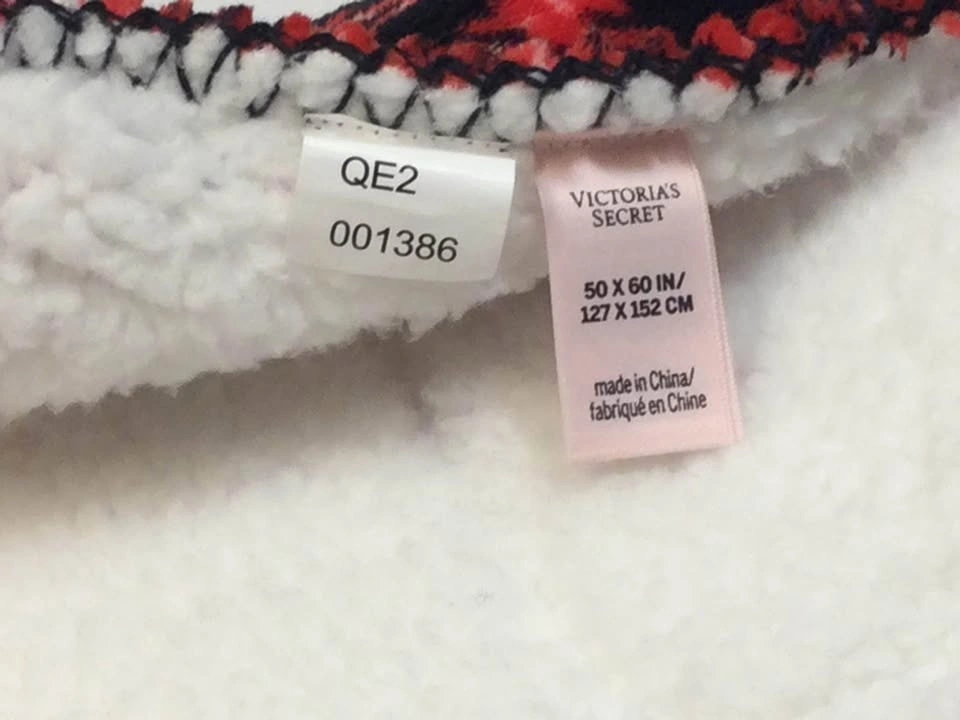 QE2
001386
VICTORIA'S
SECRET
50 X 60 IN/
127 X 152 CM
made in China/
fabriqué en Chine